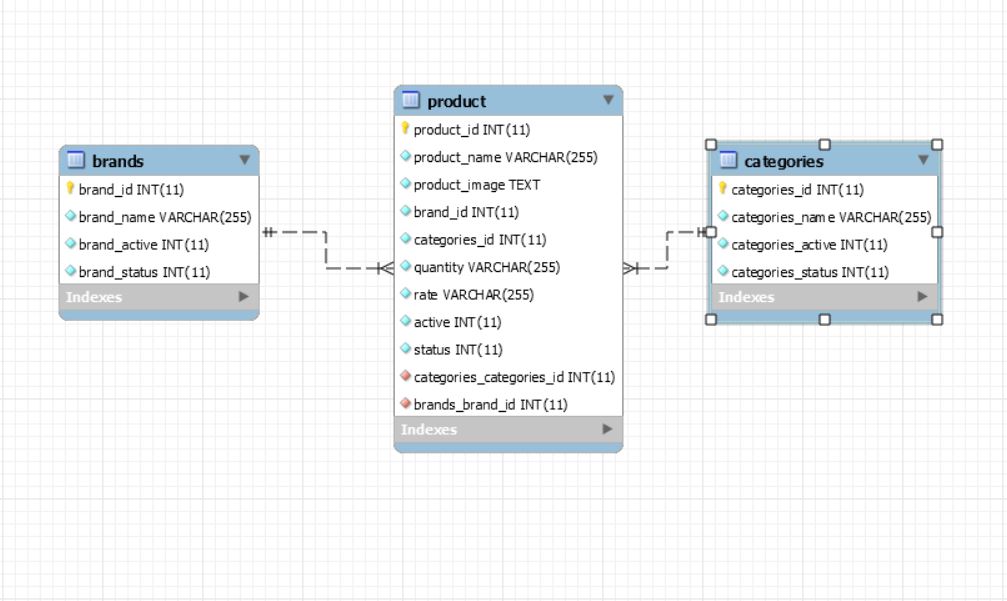 brands
brand_id INT(11)
brand_name VARCHAR(255)
brand_active INT(11)
brand_status INT(11)
Indexes
product
product_id INT(11)
product_name VARCHAR(255)
product_image TEXT
brand_id INT(11)
categories_id INT(11)
quantity VARCHAR(255)
rate VARCHAR(255)
active INT(11)
status INT(11)
categories_categories_id INT(11)
brands_brand_id INT(11)
Indexes
categories
categories_id INT(11)
categories_name VARCHAR(255)
categories_active INT(11)
categories_status INT(11)
Indexes